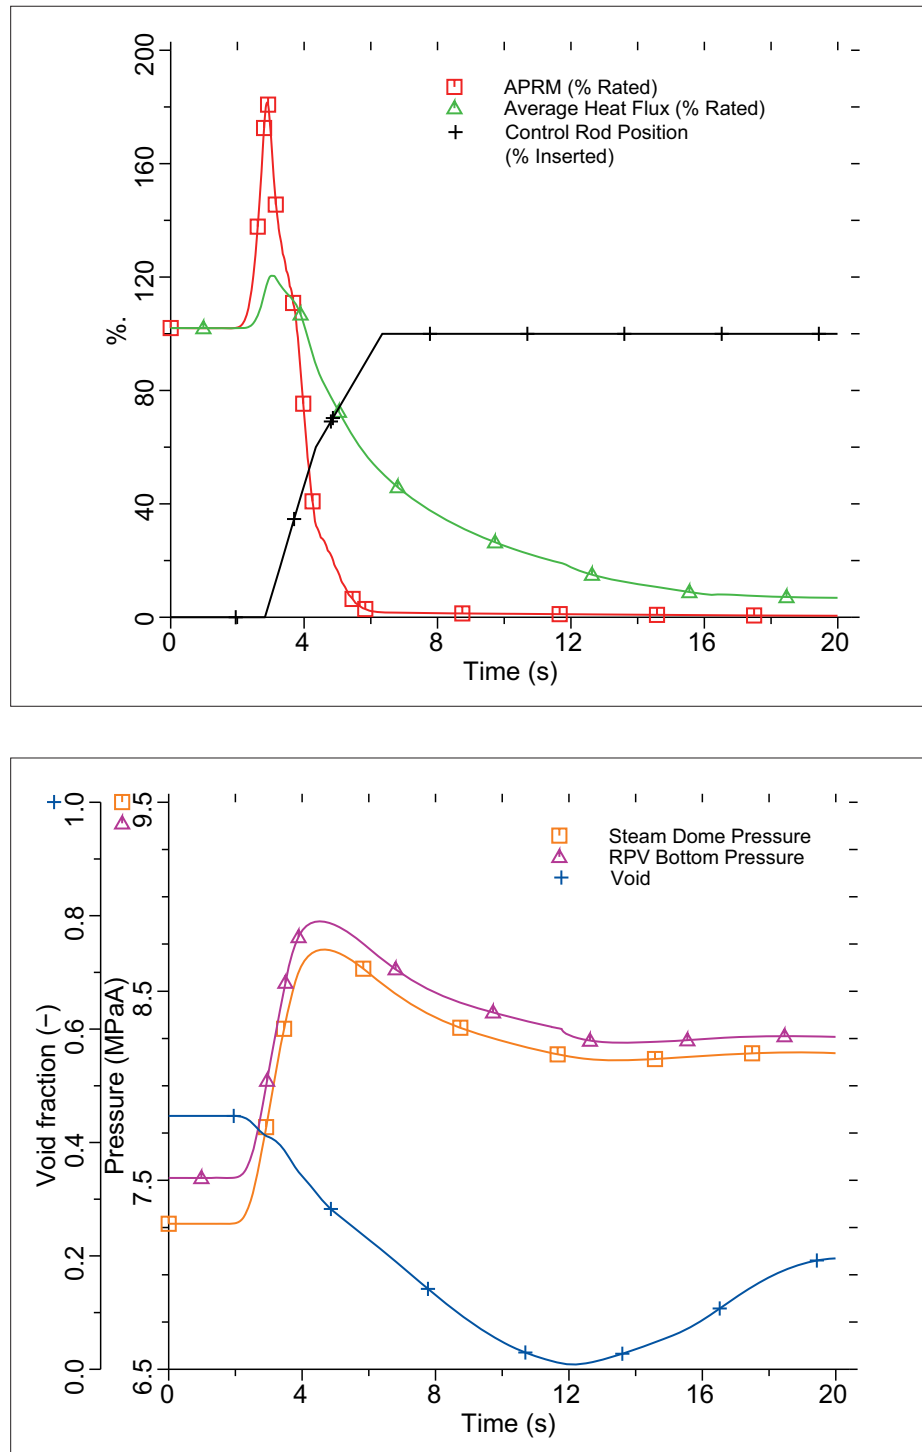 200
160
120
80
40
0
%.
APRM (% Rated)
Average Heat Flux (% Rated)
Control Rod Position
(% Inserted)
0 4 8 12 16 20
Time (s)
1.0
0.8
0.6
0.4
0.2
0.0
Void fraction (−)
9.5
8.5
7.5
6.5
Pressure (MPaA)
Steam Dome Pressure
RPV Bottom Pressure
Void
0 4 8 12 16 20
Time (s)